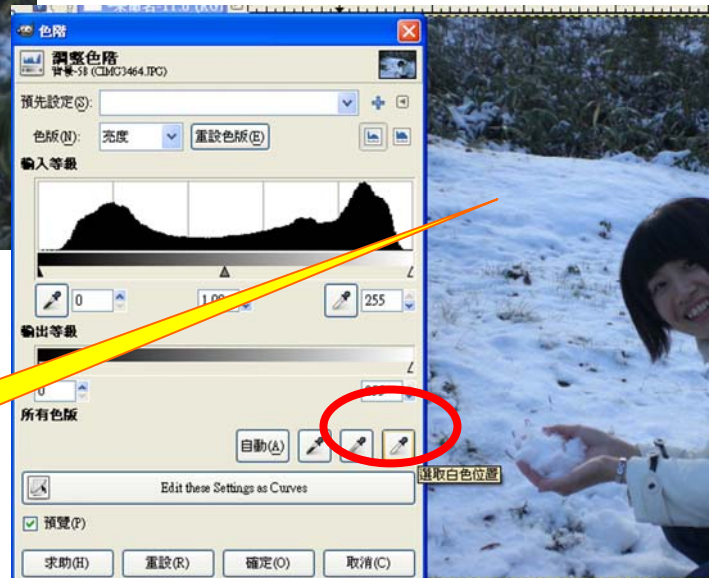 色階
調整色階
背景-58 (CIMG3464.JPG)
預先設定(S):
色版(N): 亮度 重設色版(E)
輸入等級
0 1.00 255
輸出等級
0
所有色版
自動(A)
選取白色位置
Edit these Settings as Curves
預覽(P)
求助(H) 重設(R) 確定(O) 取消(C)